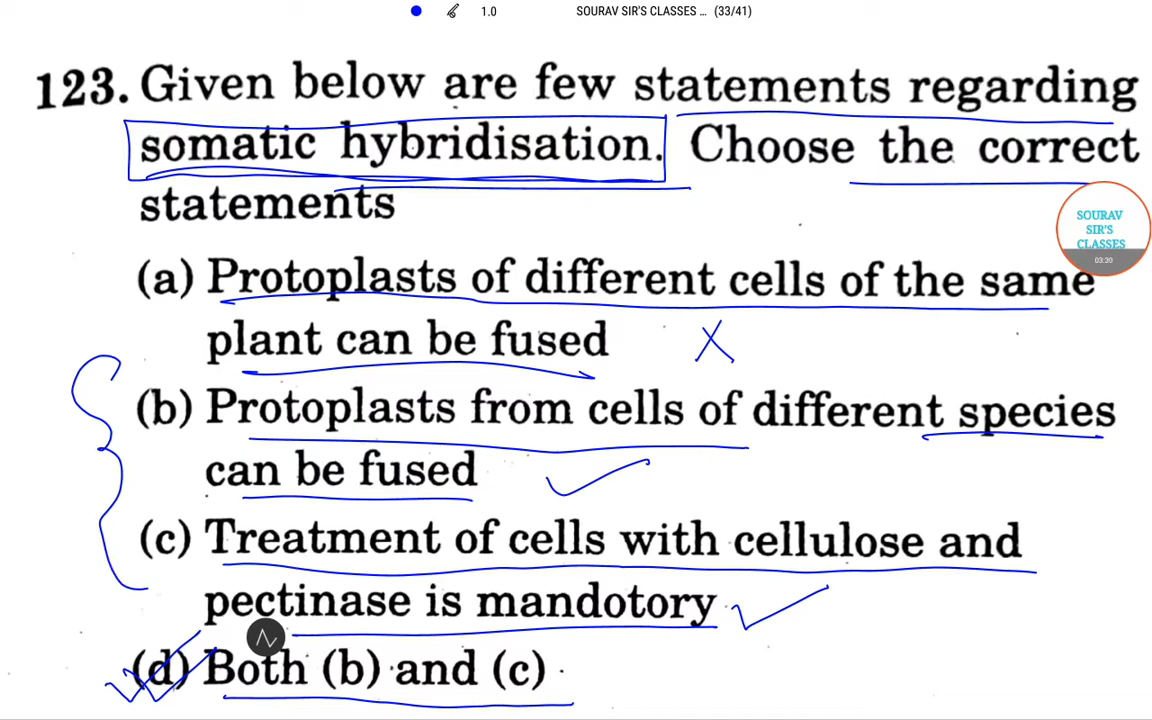 1.0 SOURAV SIR'S CLASSES ... (33/41)
123. Given below are few statements regarding
somatic hybridisation. Choose the correct
statements
SOURAV
SIR'S
CLASSES
03:30
(a) Protoplasts of different cells of the same
plant can be fused
(b) Protoplasts from cells of different species
can be fused
(c) Treatment of cells with cellulose and
pectinase is mandotory
(d) Both (b) and (c)